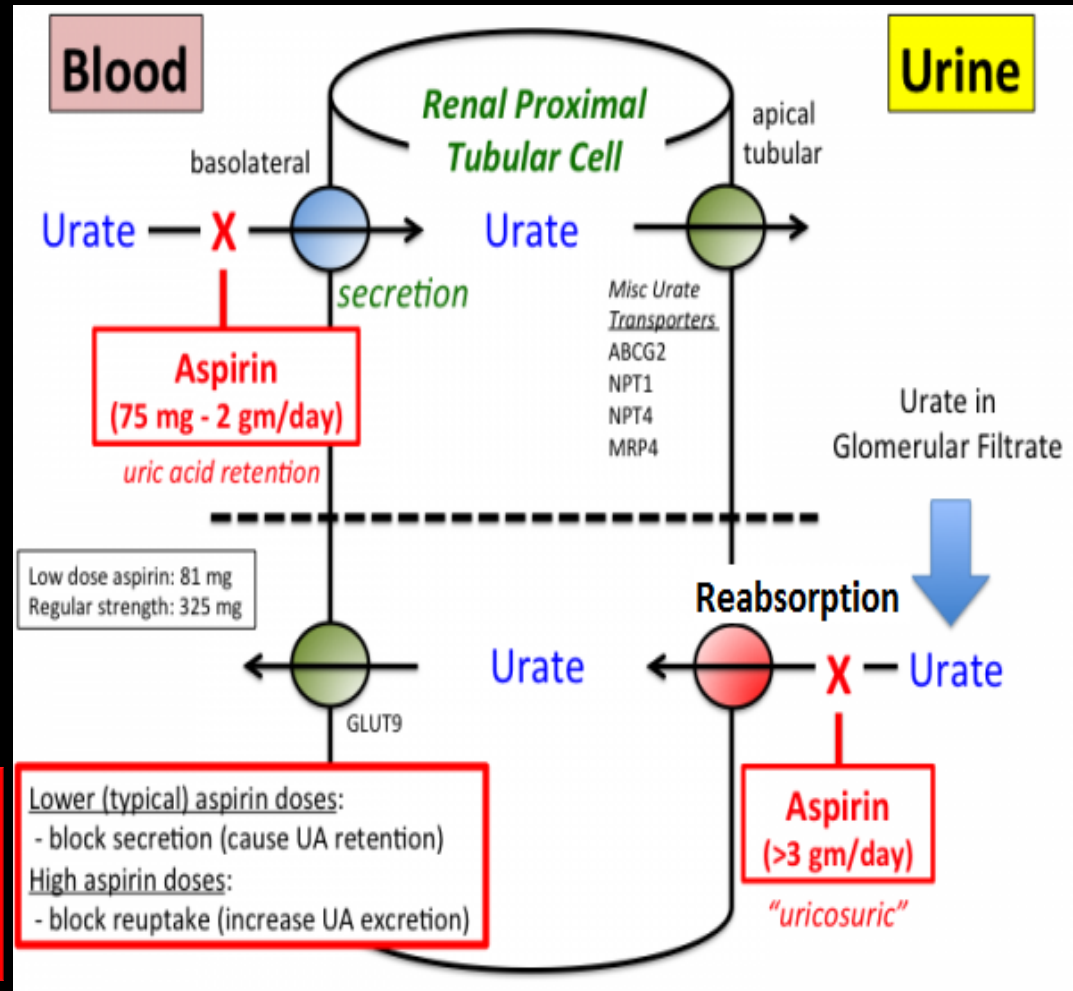 Blood
Urine
Renal Proximal
Tubular Cell
apical
tubular
basolateral
Urate
X
Urate
secretion
Misc Urate
Transporters
ABCG2
NPT1
NPT4
MRP4
Aspirin
(75 mg - 2 gm/day)
uric acid retention
Urate in
Glomerular Filtrate
Low dose aspirin: 81 mg
Regular strength: 325 mg
Reabsorption
Urate
X
Urate
GLUT9
Lower (typical) aspirin doses:
- block secretion (cause UA retention)
High aspirin doses:
- block reuptake (increase UA excretion)
Aspirin
(>3 gm/day)
"uricosuric"